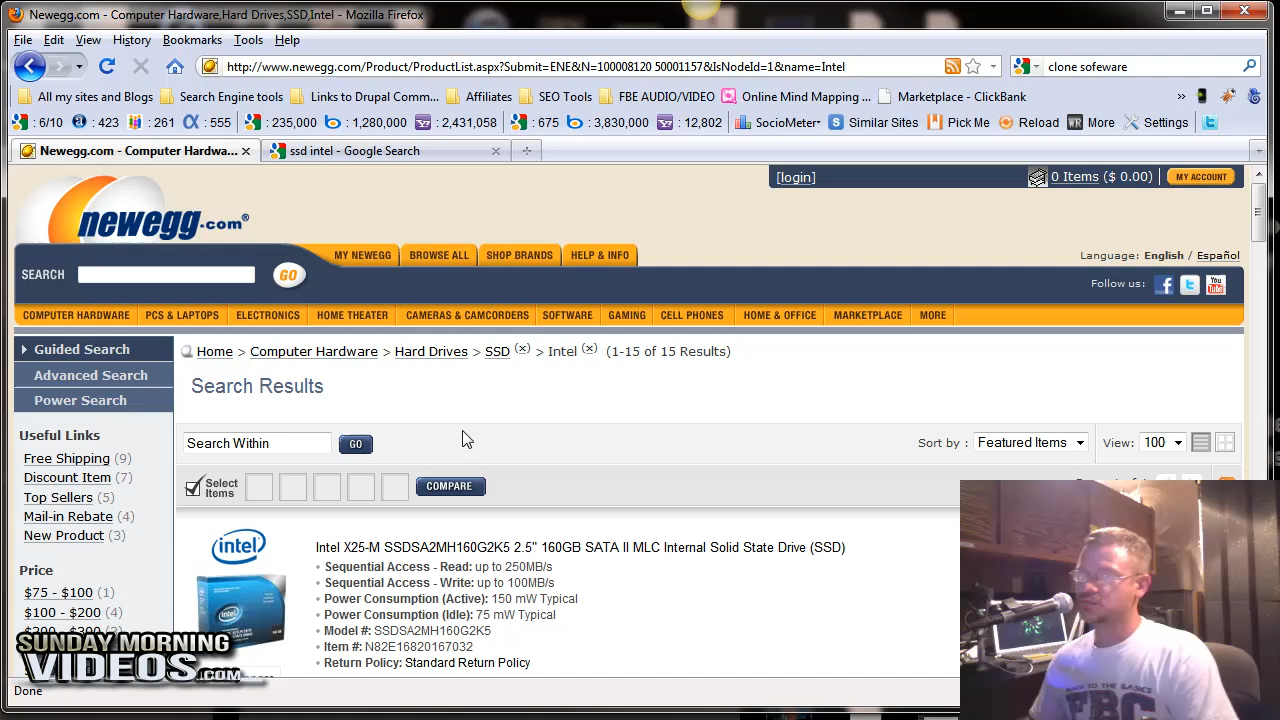 Newegg.com - Computer Hardware,Hard Drives,SSD,Intel - Mozilla Firefox
File Edit View History Bookmarks Tools Help
http://www.newegg.com/Product/ProductList.aspx?Submit=ENE&N=100008120 50001157&IsNodeId=1&name=Intel
clone sofeware
All my sites and Blogs Search Engine tools Links to Drupal Comm... Affiliates SEO Tools FBE AUDIO/VIDEO Online Mind Mapping ... Marketplace - ClickBank »
: 6/10 : 423 : 261 : 555 : 235,000 : 1,280,000 : 2,431,058 : 675 : 3,830,000 : 12,8 SocioMeter Similar Sites Pick Me Reload More Settings
Newegg.com - Computer Hardwa... ssd intel - Google Search
[login] 0 Items ($ 0.00) MY ACCOUNT
newegg.com®
MY NEWEGG BROWSE ALL SHOP BRANDS HELP & INFO
Language: English / Español
SEARCH GO
Follow us: You Tube
COMPUTER HARDWARE PCS & LAPTOPS ELECTRONICS HOME THEATER CAMERAS & CAMCORDERS SOFTWARE GAMING CELL PHONES HOME & OFFICE MARKETPLACE MORE
Guided Search
Advanced Search
Power Search
Home > Computer Hardware > Hard Drives > SSD (x) > Intel (x) (1-15 of 15 Results)
Search Results
Search Within GO
Sort by : Featured Items View: 100
Select Items COMPARE
Useful Links
Free Shipping (9)
Discount Item (7)
Top Sellers (5)
Mail-in Rebate (4)
New Product (3)
Price
$75 - $100 (1)
$100 - $200 (4)
intel
Intel X25-M SSDSA2MH160G2K5 2.5" 160GB SATA II MLC Internal Solid State Drive (SSD)
Sequential Access - Read: up to 250MB/s
Sequential Access - Write: up to 100MB/s
Power Consumption (Active): 150 mW Typical
Power Consumption (Idle): 75 mW Typical
Model #: SSDSA2MH160G2K5
Item #: N82E16820167032
Return Policy: Standard Return Policy
SUNDAY MORNING
VIDEOS.COM
Done
BACK TO THE BASICS
FBC